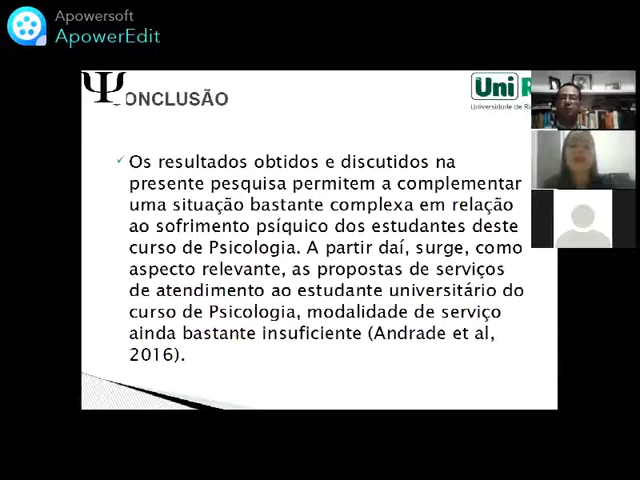 Apowersoft
ApowerEdit
ΨONCLUSÃO
Uni
Universidade de
Os resultados obtidos e discutidos na
presente pesquisa permitem a complementar
uma situação bastante complexa em relação
ao sofrimento psíquico dos estudantes deste
curso de Psicologia. A partir daí, surge, como
aspecto relevante, as propostas de serviços
de atendimento ao estudante universitário do
curso de Psicologia, modalidade de serviço
ainda bastante insuficiente (Andrade et al,
2016).